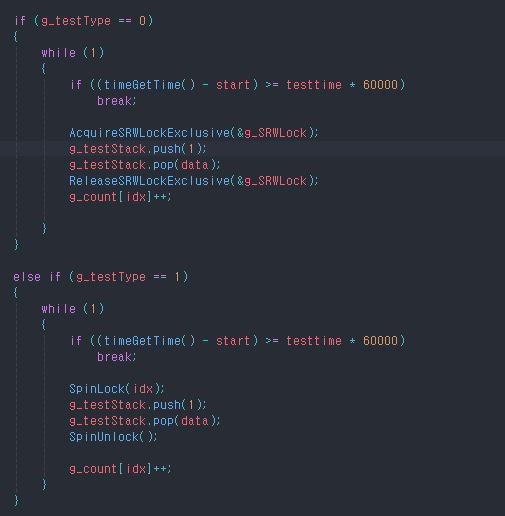 if (g_testType == 0)
{
    while (1)
    {
        if ((timeGetTime() - start) >= testtime * 60000)
            break;

        AcquireSRWLockExclusive(&g_SRWLock);
        g_testStack.push(1);
        g_testStack.pop(data);
        ReleaseSRWLockExclusive(&g_SRWLock);
        g_count[idx]++;

    }
}

else if (g_testType == 1)
{
    while (1)
    {
        if ((timeGetTime() - start) >= testtime * 60000)
            break;

        SpinLock(idx);
        g_testStack.push(1);
        g_testStack.pop(data);
        SpinUnlock();

        g_count[idx]++;
    }
}